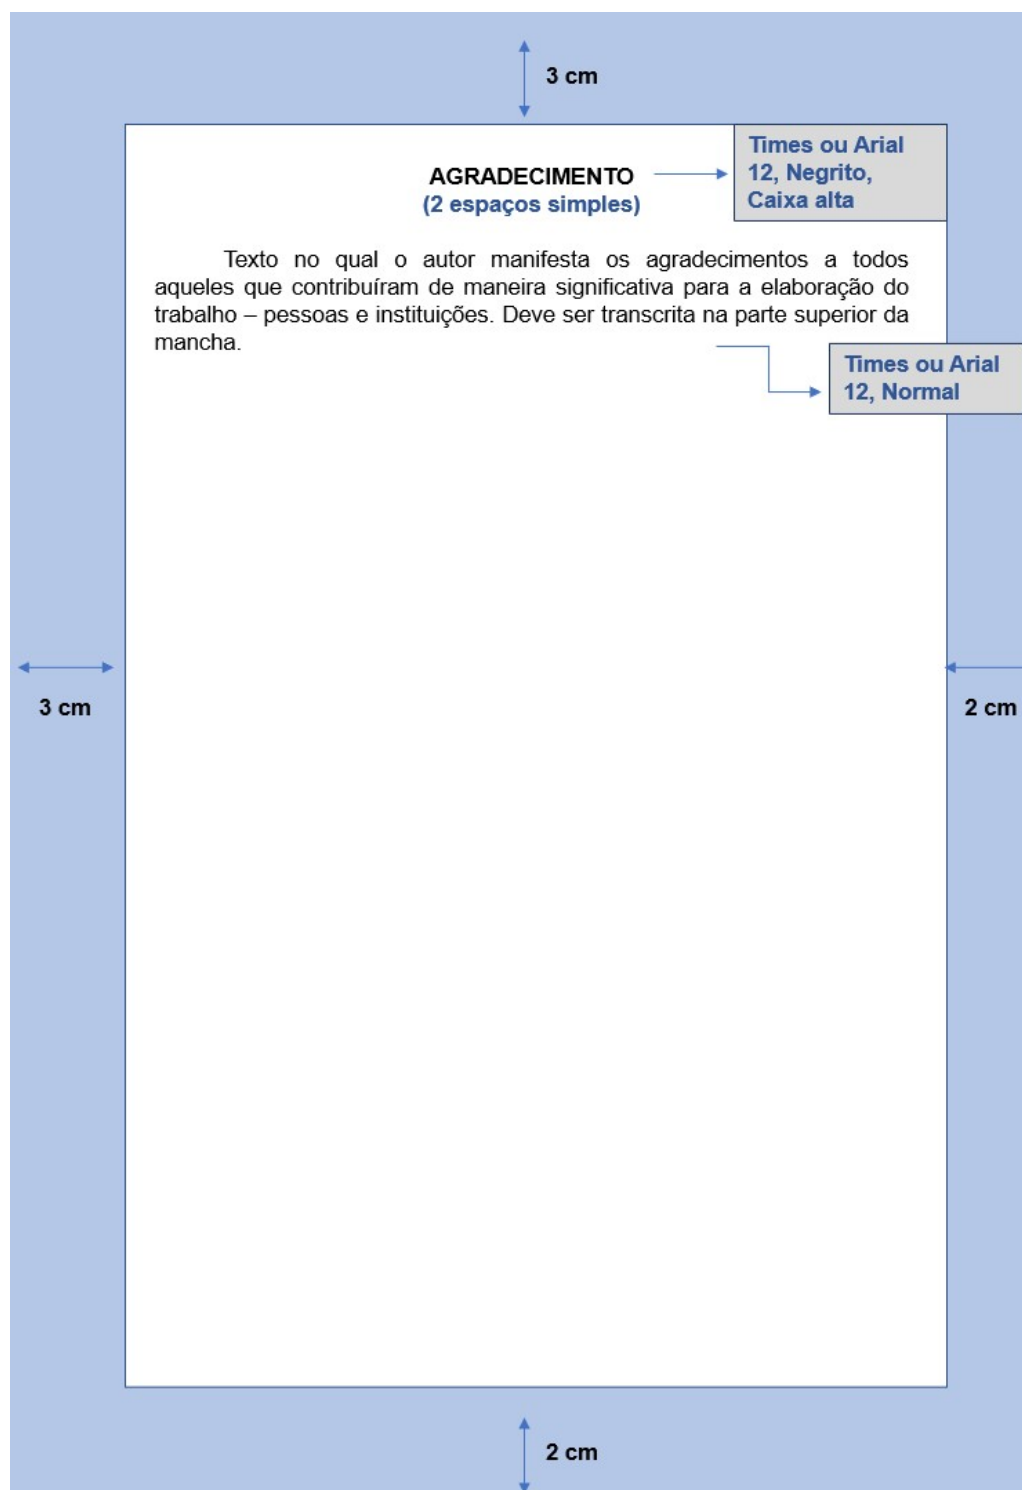 3 cm
AGRADECIMENTO
(2 espaços simples)
Times ou Arial
12, Negrito,
Caixa alta
Texto no qual o autor manifesta os agradecimentos a todos
aqueles que contribuíram de maneira significativa para a elaboração do
trabalho – pessoas e instituições. Deve ser transcrita na parte superior da
mancha.
Times ou Arial
12, Normal
3 cm
2 cm
2 cm